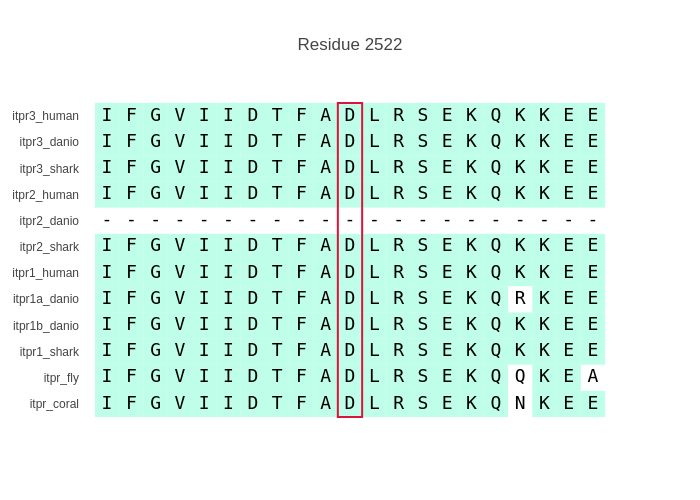 Residue 2522
itpr3_human I F G V I I D T F A D L R S E K Q K K E E
itpr3_danio I F G V I I D T F A D L R S E K Q K K E E
itpr3_shark I F G V I I D T F A D L R S E K Q K K E E
itpr2_human I F G V I I D T F A D L R S E K Q K K E E
itpr2_danio - - - - - - - - - - - - - - - - - - - - -
itpr2_shark I F G V I I D T F A D L R S E K Q K K E E
itpr1_human I F G V I I D T F A D L R S E K Q K K E E
itpr1a_danio I F G V I I D T F A D L R S E K Q R K E E
itpr1b_danio I F G V I I D T F A D L R S E K Q K K E E
itpr1_shark I F G V I I D T F A D L R S E K Q K K E E
itpr_fly I F G V I I D T F A D L R S E K Q Q K E A
itpr_coral I F G V I I D T F A D L R S E K Q N K E E